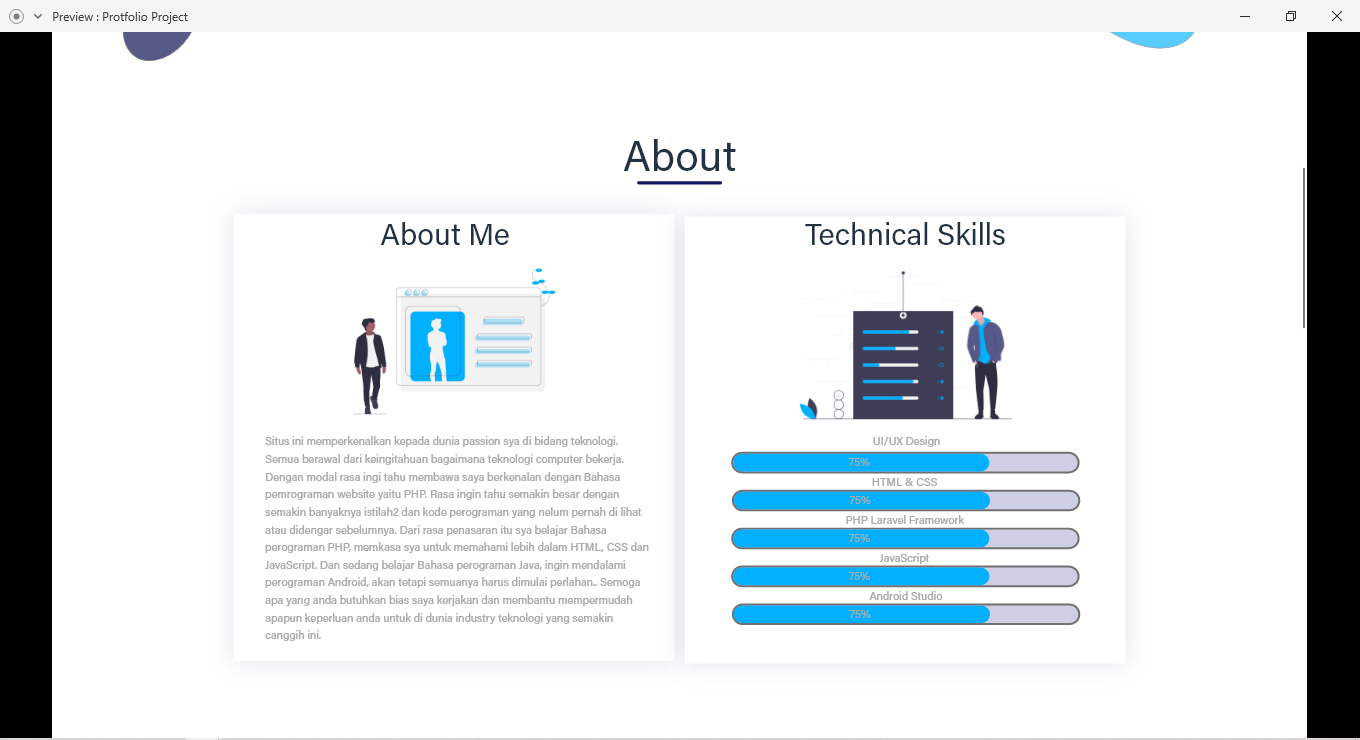 Preview : Protfolio Project
About
About Me
Situs ini memperkenalkan kepada dunia passion sya di bidang teknologi.
Semua berawal dari keingitahuan bagaimana teknologi computer bekerja.
Dengan modal rasa ingi tahu membawa saya berkenalan dengan Bahasa
pemrograman website yaitu PHP. Rasa ingin tahu semakin besar dengan
semakin banyaknya istilah2 dan kode perograman yang nelum pernah di lihat
atau didengar sebelumnya. Dari rasa penasaran itu sya belajar Bahasa
perograman PHP, memkasa sya untuk memahami lebih dalam HTML, CSS dan
JavaScript. Dan sedang belajar Bahasa perograman Java, ingin mendalami
perograman Android, akan tetapi semuanya harus dimulai perlahan.. Semoga
apa yang anda butuhkan bias saya kerjakan dan membantu mempermudah
apapun keperluan anda untuk di dunia industry teknologi yang semakin
canggih ini.
Technical Skills
UI/UX Design
75%
HTML & CSS
75%
PHP Laravel Framework
75%
JavaScript
75%
Android Studio
75%